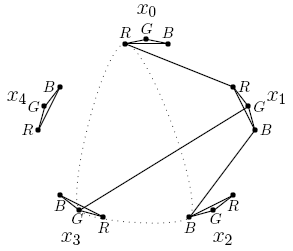 x₀
R G B
x₄ B G R
R G B x₁
B G R x₃
B G R x₂